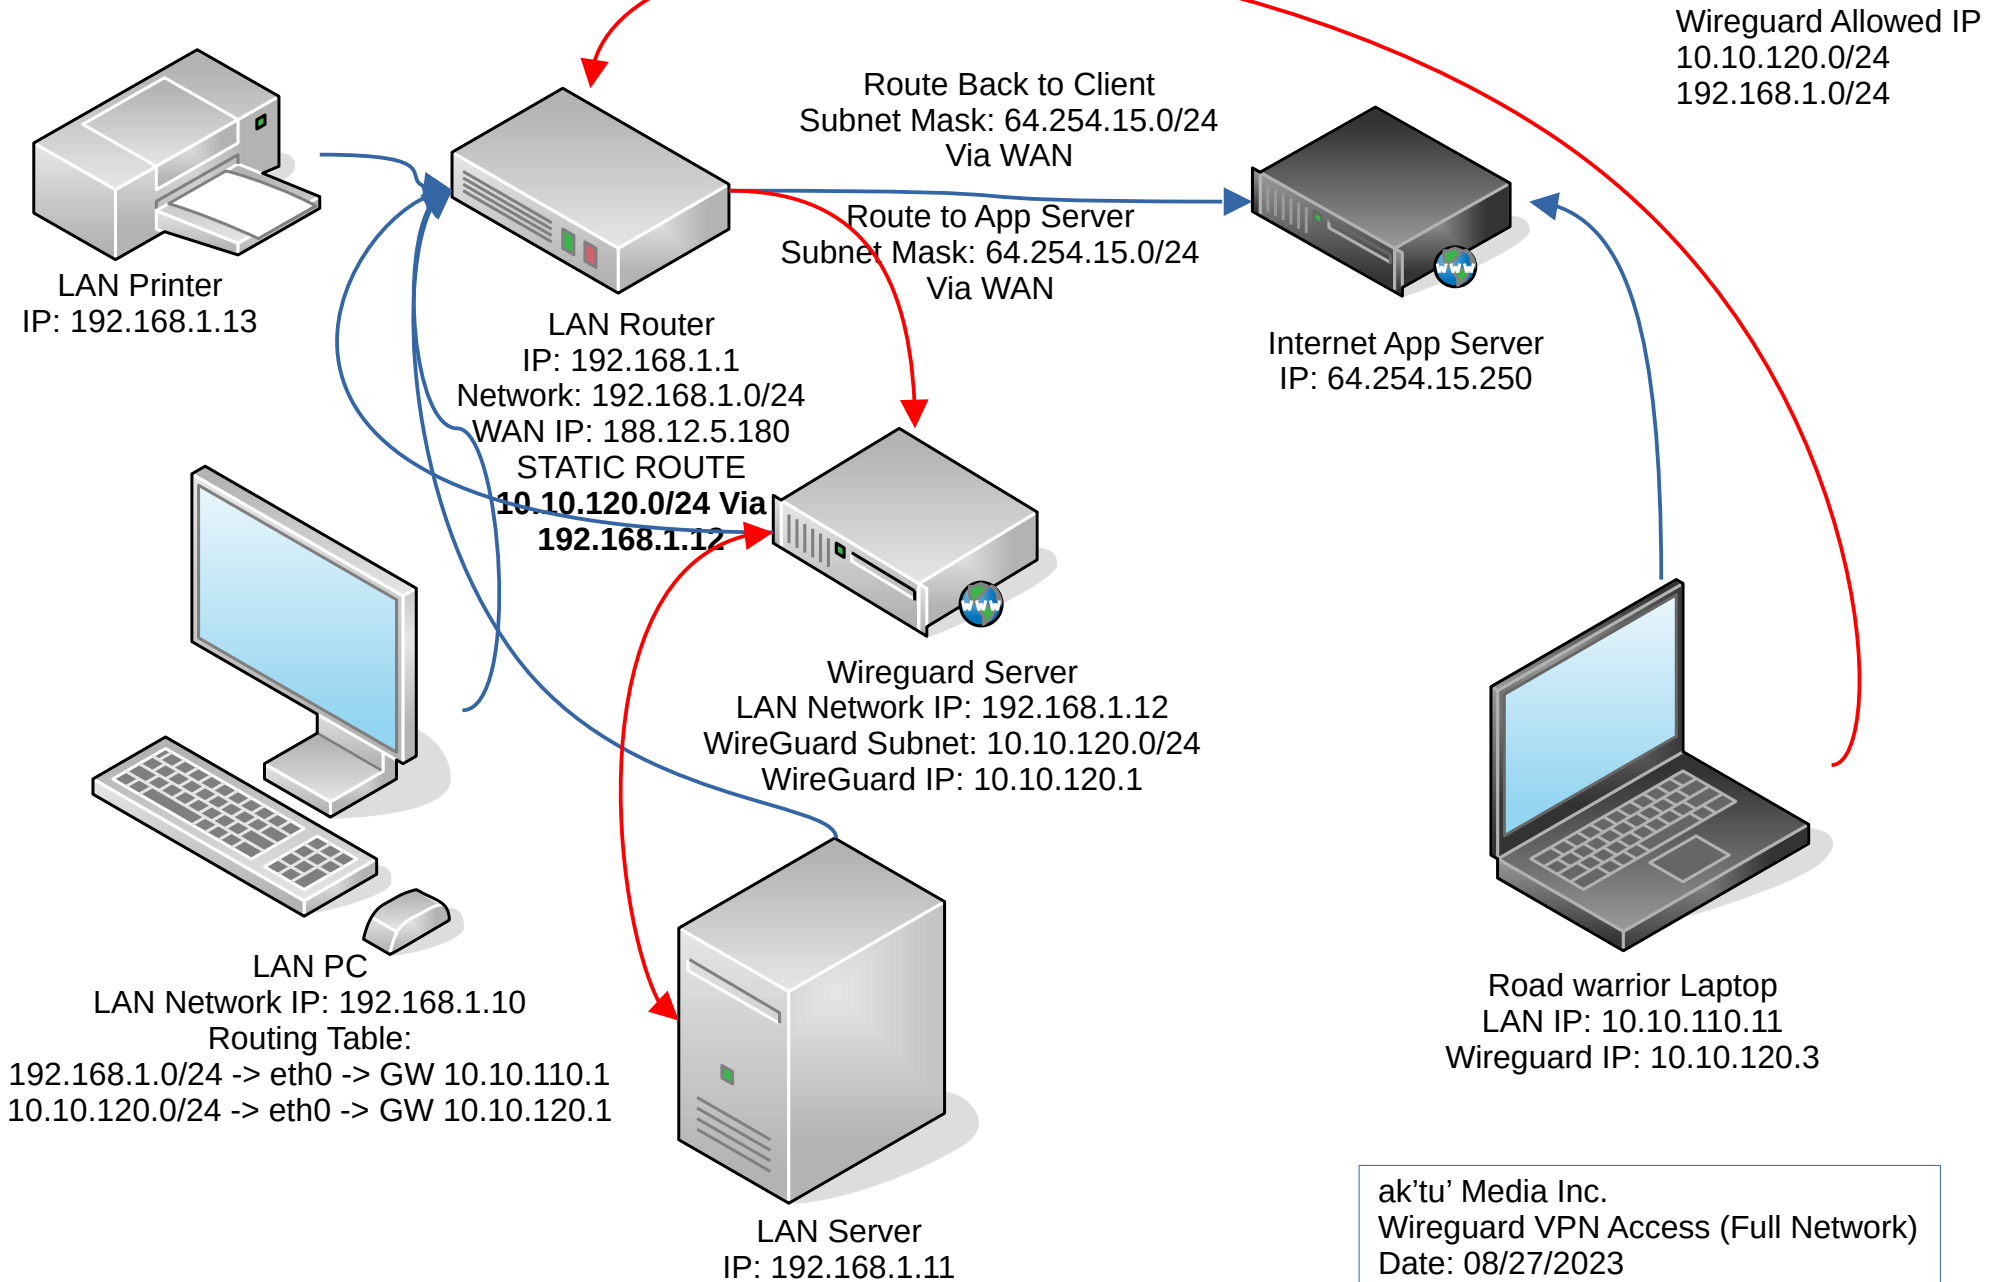 Wireguard Allowed IP
10.10.120.0/24
192.168.1.0/24
Route Back to Client
Subnet Mask: 64.254.15.0/24
Via WAN
Route to App Server
Subnet Mask: 64.254.15.0/24
Via WAN
LAN Printer
IP: 192.168.1.13
LAN Router
IP: 192.168.1.1
Network: 192.168.1.0/24
WAN IP: 188.12.5.180
STATIC ROUTE
10.10.120.0/24 Via
192.168.1.12
Internet App Server
IP: 64.254.15.250
Wireguard Server
LAN Network IP: 192.168.1.12
WireGuard Subnet: 10.10.120.0/24
WireGuard IP: 10.10.120.1
LAN PC
LAN Network IP: 192.168.1.10
Routing Table:
192.168.1.0/24 -> eth0 -> GW 10.10.110.1
10.10.120.0/24 -> eth0 -> GW 10.10.120.1
Road warrior Laptop
LAN IP: 10.10.110.11
Wireguard IP: 10.10.120.3
LAN Server
IP: 192.168.1.11
ak’tu’ Media Inc.
Wireguard VPN Access (Full Network)
Date: 08/27/2023
WWW
WWW